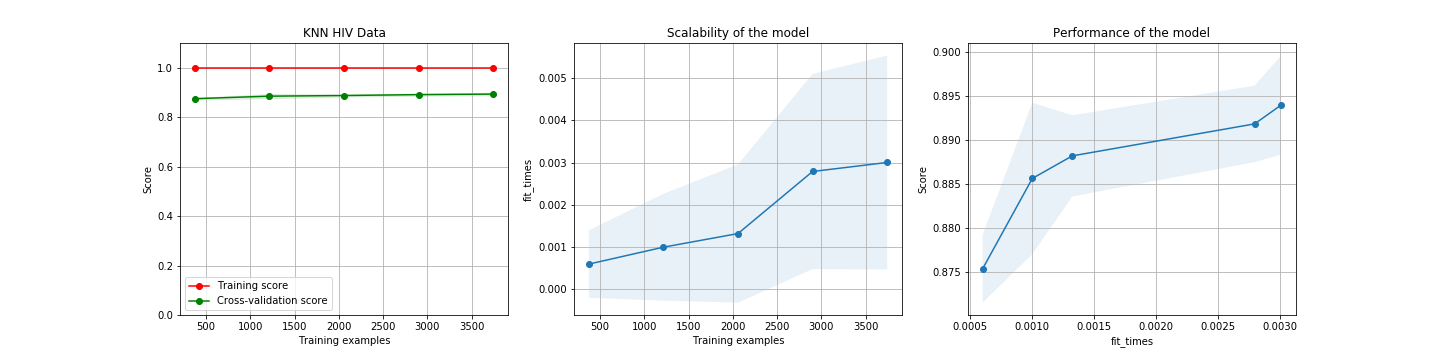 KNN HIV Data
Score
1.0
0.8
0.6
0.4
0.2
0.0
Training score
Cross-validation score
500 1000 1500 2000 2500 3000 3500
Training examples
Scalability of the model
fit_times
0.005
0.004
0.003
0.002
0.001
0.000
500 1000 1500 2000 2500 3000 3500
Training examples
Performance of the model
Score
0.900
0.895
0.890
0.885
0.880
0.875
0.0005 0.0010 0.0015 0.0020 0.0025 0.0030
fit_times